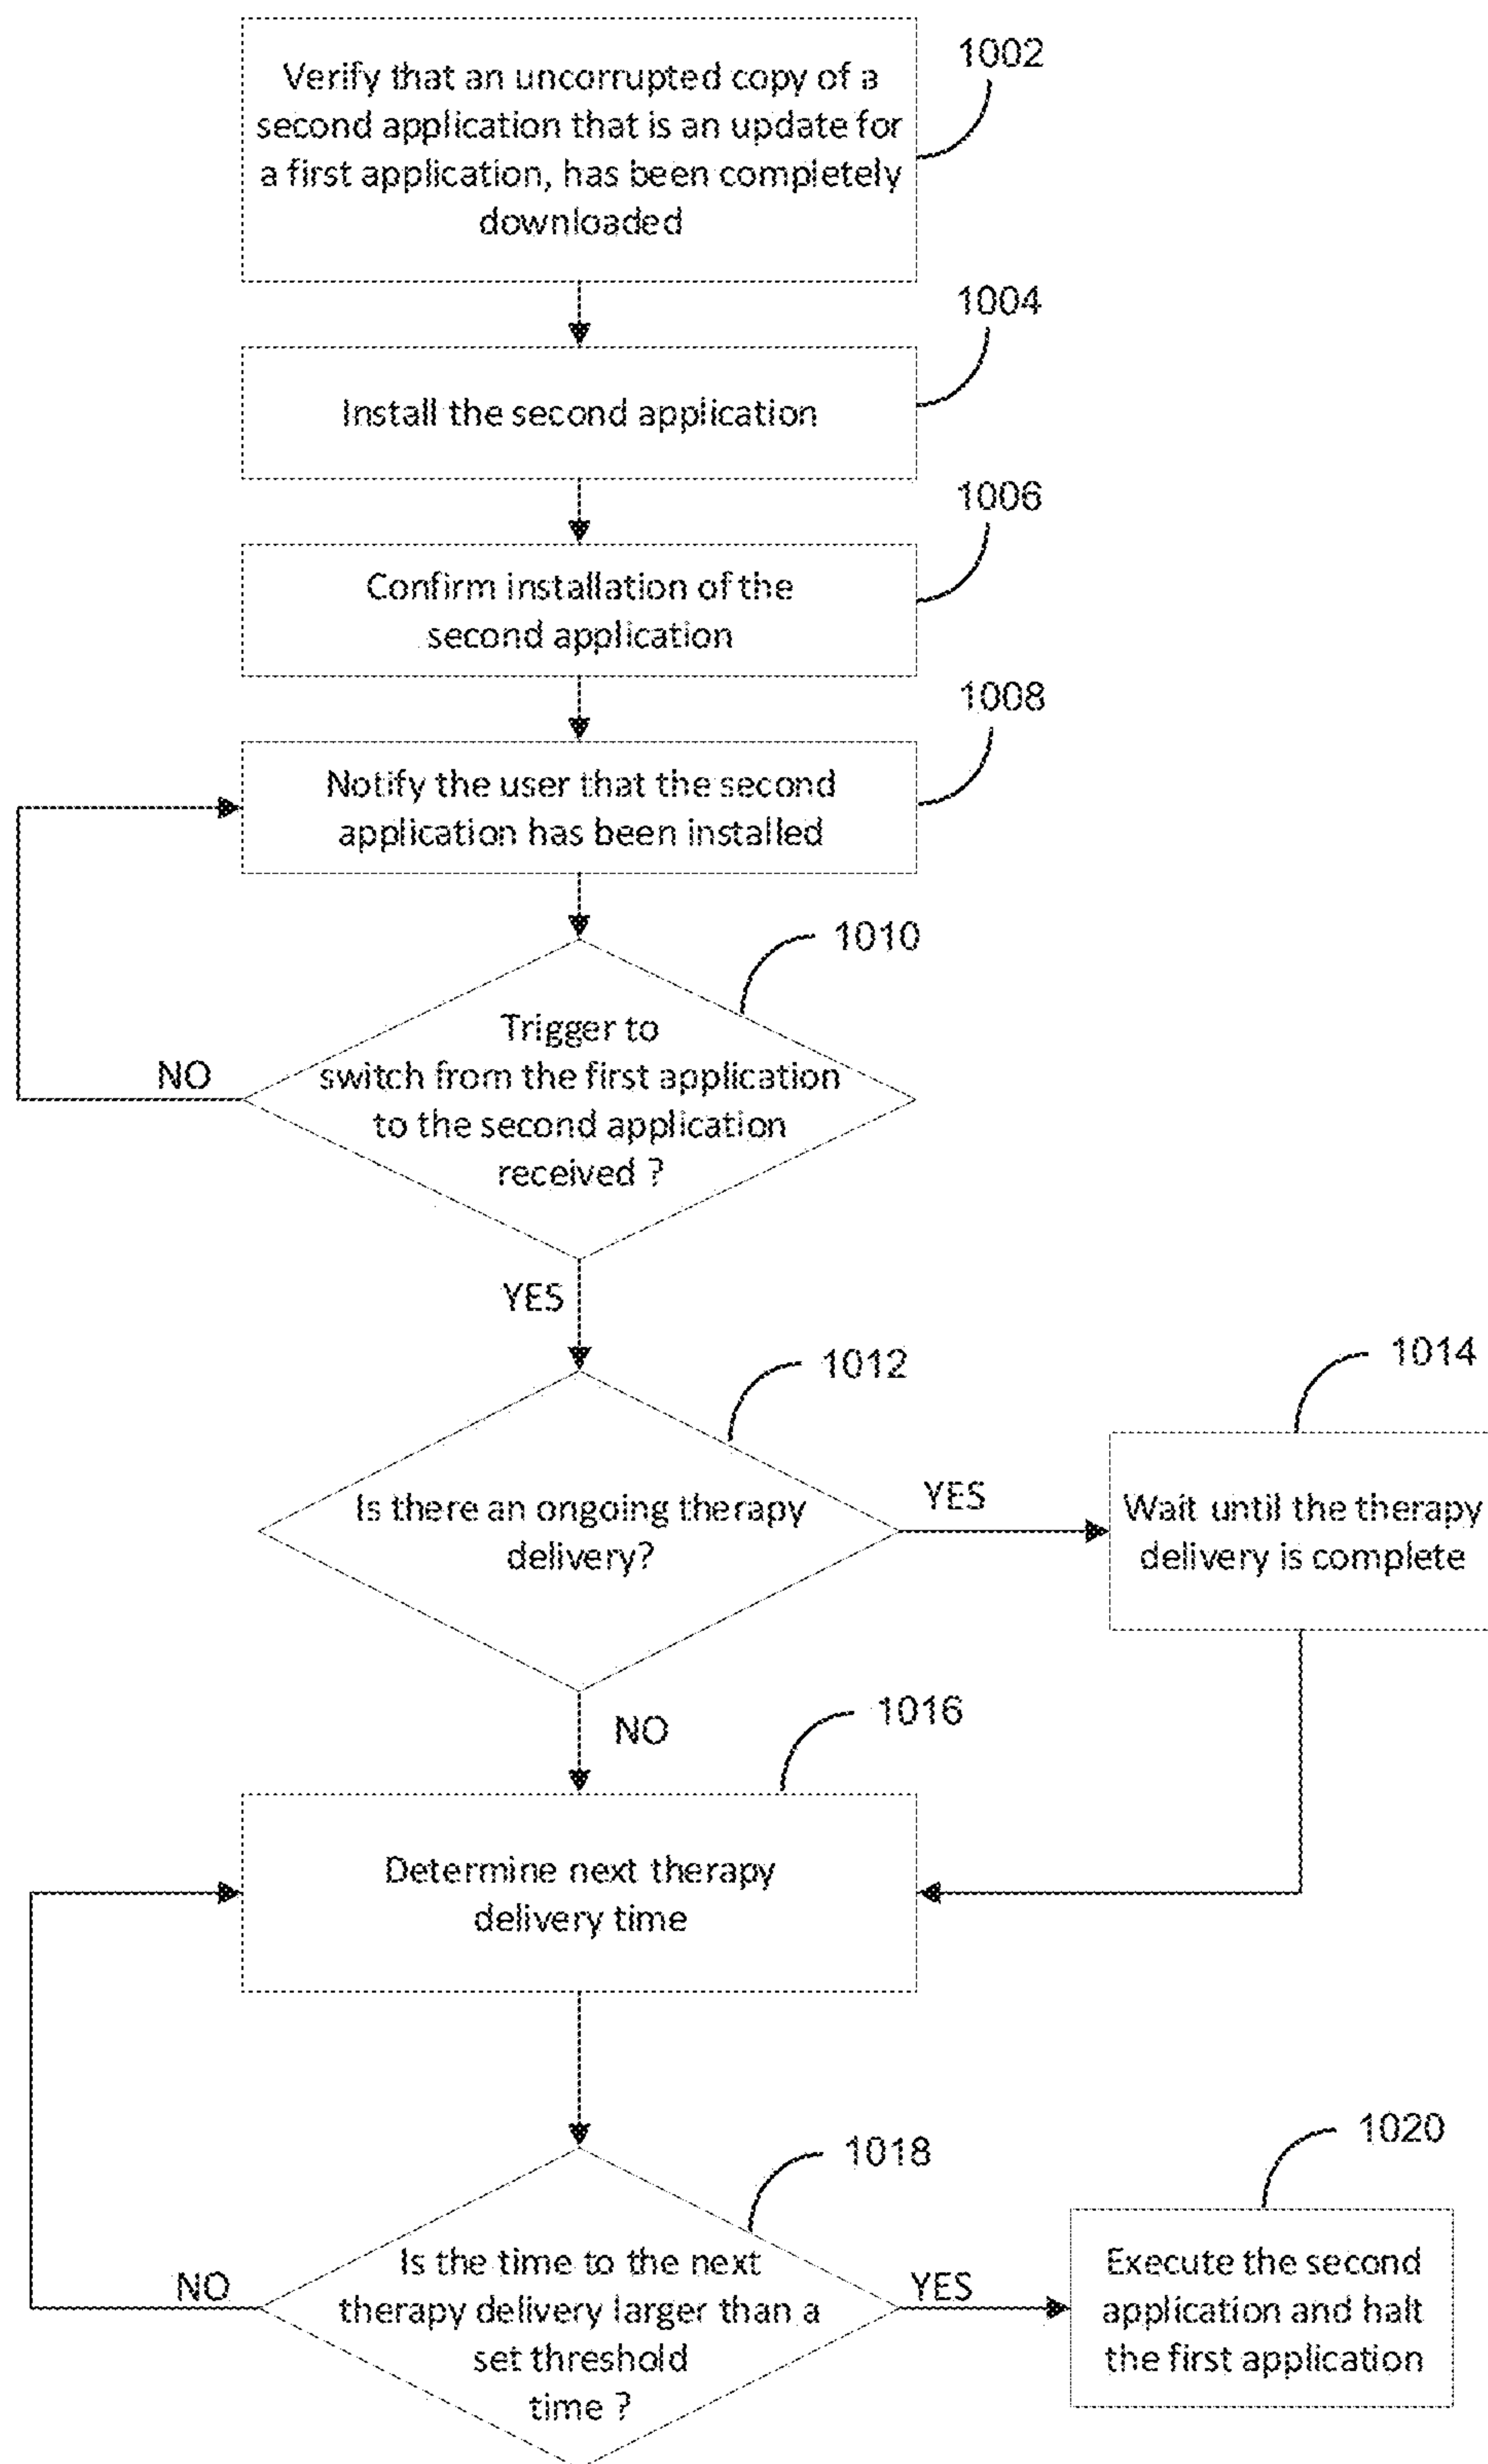 Verify that an uncorrupted copy of a
second application that is an update for
a first application, has been completely
downloaded
1002
Install the second application
1004
Confirm installation of the
second application
1006
Notify the user that the second
application has been installed
1008
Trigger to
switch from the first application
to the second application
received ?
1010
NO
YES
Is there an ongoing therapy
delivery?
1012
YES
Wait until the therapy
delivery is complete
1014
NO
Determine next therapy
delivery time
1016
Is the time to the next
therapy delivery larger than a
set threshold
time ?
1018
NO
YES
Execute the second
application and halt
the first application
1020